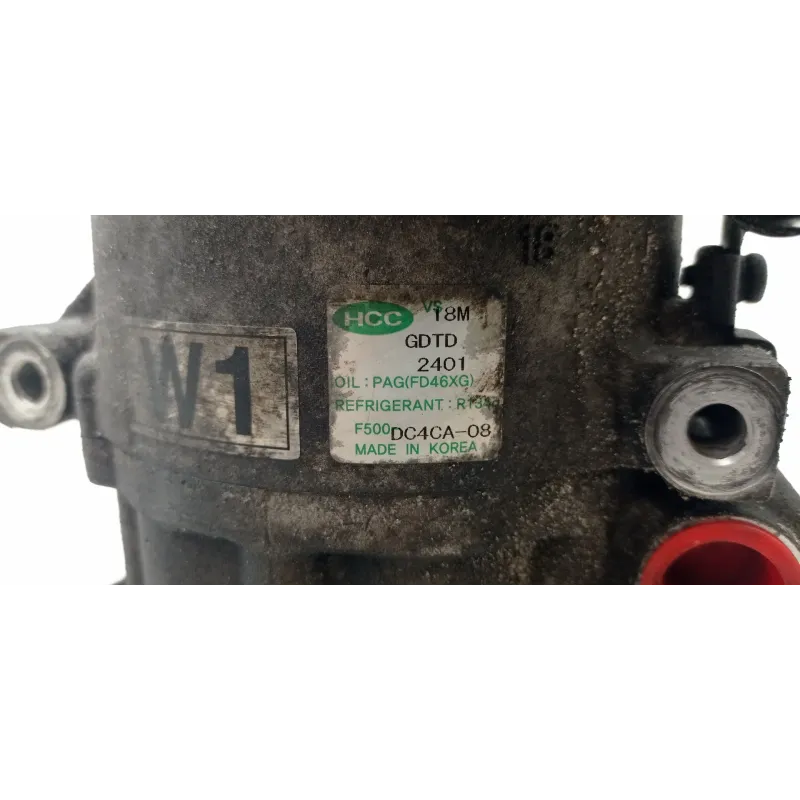 18
W1
HCC VS 18M
GDTD
2401
OIL : PAG(FD46XG)
REFRIGERANT : R134
F500 DC4CA-08
MADE IN KOREA